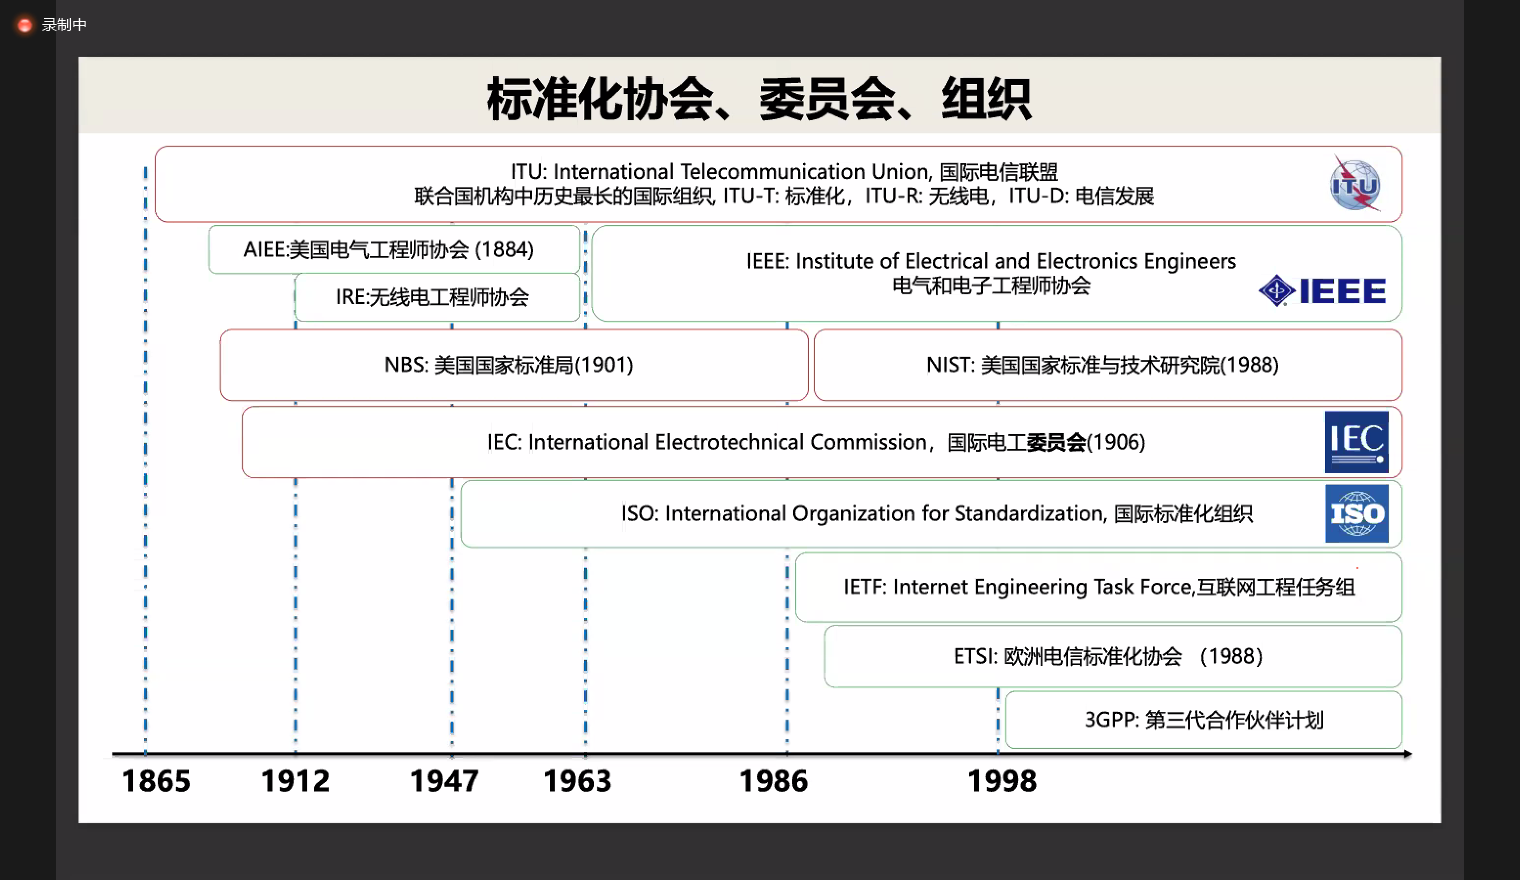 录制中
标准化协会、委员会、组织
ITU: International Telecommunication Union, 国际电信联盟
联合国机构中历史最长的国际组织, ITU-T: 标准化，ITU-R: 无线电，ITU-D: 电信发展
ITU
AIEE:美国电气工程师协会 (1884)
IRE:无线电工程师协会
IEEE: Institute of Electrical and Electronics Engineers
电气和电子工程师协会
IEEE
NBS: 美国国家标准局(1901)
NIST: 美国国家标准与技术研究院(1988)
IEC: International Electrotechnical Commission，国际电工委员会(1906)
IEC
ISO: International Organization for Standardization, 国际标准化组织
ISO
IETF: Internet Engineering Task Force,互联网工程任务组
ETSI: 欧洲电信标准化协会 （1988）
3GPP: 第三代合作伙伴计划
1865 1912 1947 1963 1986 1998